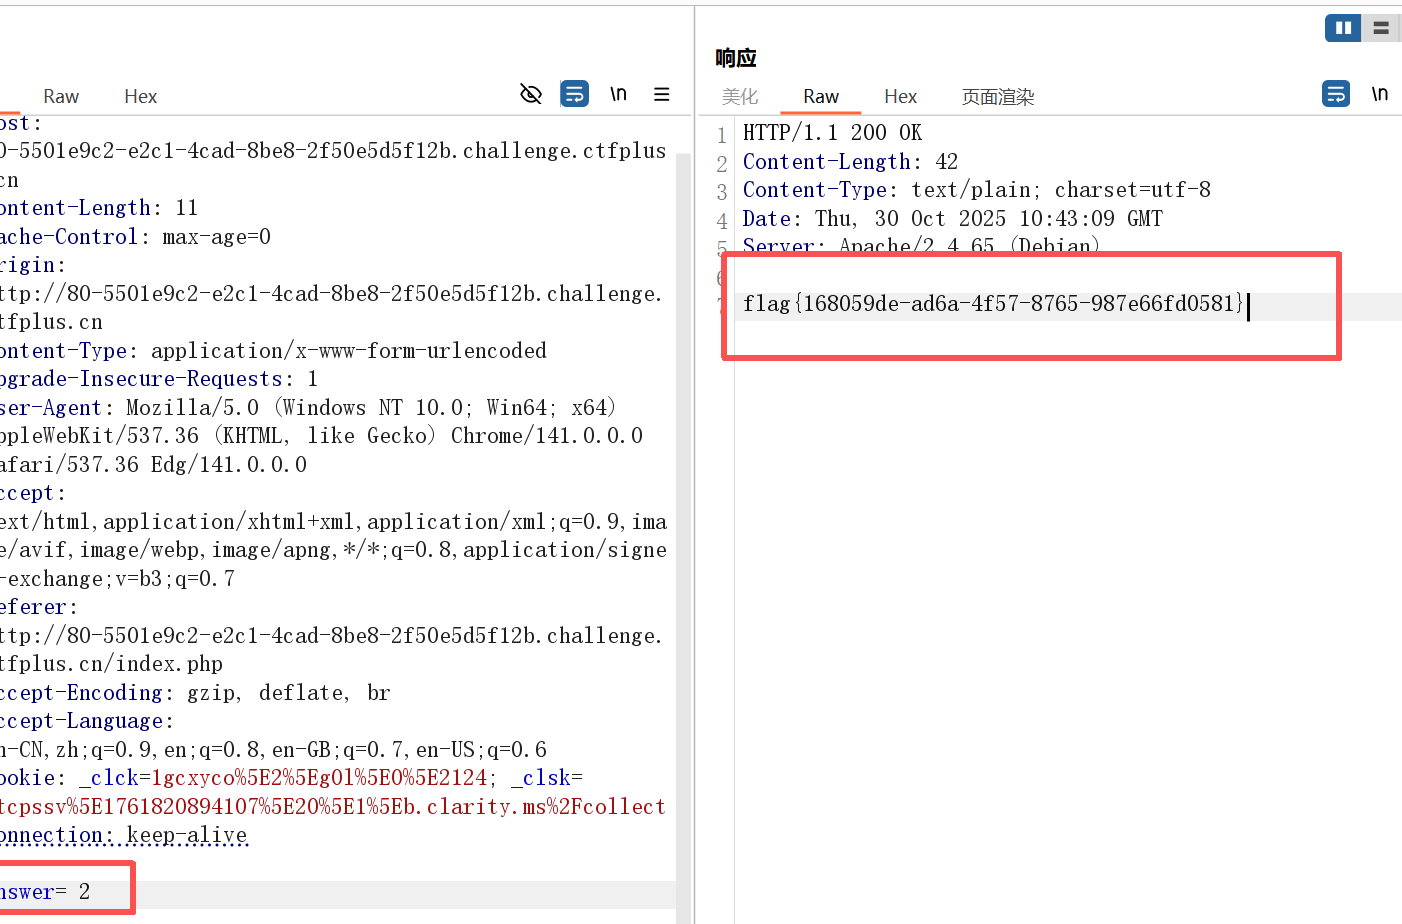 Raw Hex \n
ost:
0-5501e9c2-e2c1-4cad-8be8-2f50e5d5f12b.challenge.ctfplus
cn
ontent-Length: 11
ache-Control: max-age=0
rigin:
ttp://80-5501e9c2-e2c1-4cad-8be8-2f50e5d5f12b.challenge.
tfplus.cn
ontent-Type: application/x-www-form-urlencoded
pgrade-Insecure-Requests: 1
ser-Agent: Mozilla/5.0 (Windows NT 10.0; Win64; x64)
ppleWebKit/537.36 (KHTML, like Gecko) Chrome/141.0.0.0
afari/537.36 Edg/141.0.0.0
ccept:
ext/html,application/xhtml+xml,application/xml;q=0.9,ima
e/avif,image/webp,image/apng,*/*;q=0.8,application/signe
-exchange;v=b3;q=0.7
eferer:
ttp://80-5501e9c2-e2c1-4cad-8be8-2f50e5d5f12b.challenge.
tfplus.cn/index.php
ccept-Encoding: gzip, deflate, br
ccept-Language:
h-CN,zh;q=0.9,en;q=0.8,en-GB;q=0.7,en-US;q=0.6
ookie: _clck=1gcxyco%5E2%5Eg0l%5E0%5E2124; _clsk=
tcpssv%5E1761820894107%5E20%5E1%5Eb.clarity.ms%2Fcollect
onnection: keep-alive
nswer= 2
响应
美化 Raw Hex 页面渲染 \n
1 HTTP/1.1 200 OK
2 Content-Length: 42
3 Content-Type: text/plain; charset=utf-8
4 Date: Thu, 30 Oct 2025 10:43:09 GMT
5 Server: Apache/2.4.65 (Debian)
6
7 flag{168059de-ad6a-4f57-8765-987e66fd0581}